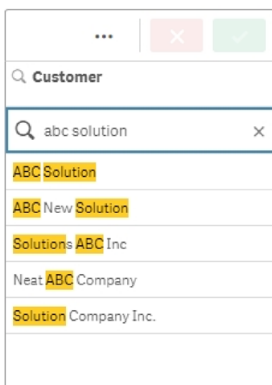 ...
Customer
abc solution
ABC Solution
ABC New Solution
Solutions ABC Inc
Neat ABC Company
Solution Company Inc.